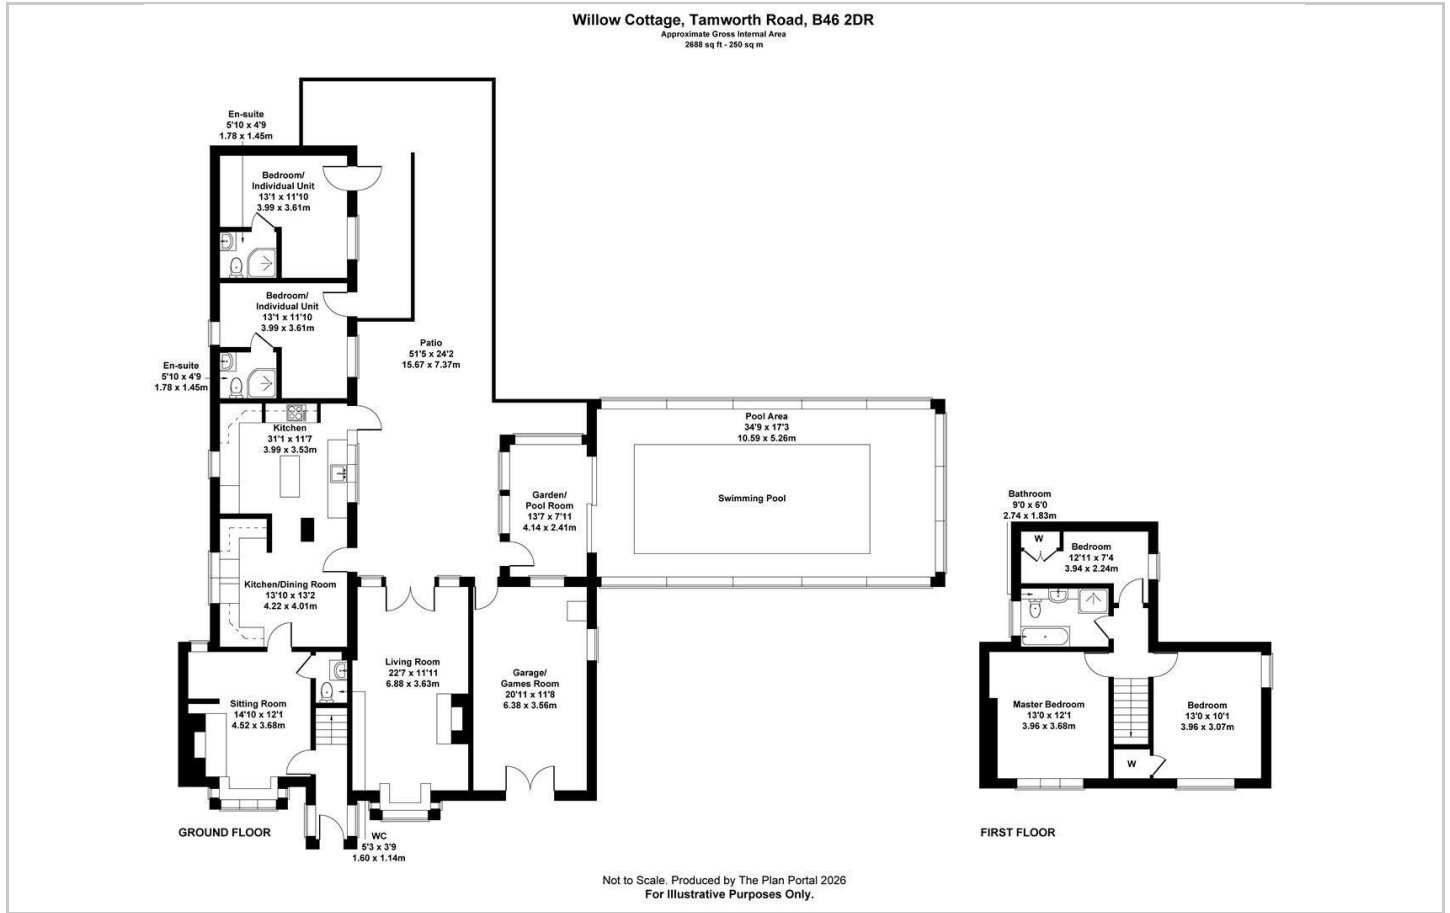 Willow Cottage, Tamworth Road, B46 2DR
Approximate Gross Internal Area
2688 sq ft - 250 sq m
En-suite
5'10 x 4'9
1.78 x 1.45m
Bedroom/
Individual Unit
13'1 x 11'10
3.99 x 3.61m
Bedroom/
Individual Unit
13'1 x 11'10
3.99 x 3.61m
En-suite
5'10 x 4'9
1.78 x 1.45m
Patio
51'5 x 24'2
15.67 x 7.37m
Kitchen
31'1 x 11'7
3.99 x 3.53m
Pool Area
34'9 x 17'3
10.59 x 5.26m
Swimming Pool
Garden/
Pool Room
13'7 x 7'11
4.14 x 2.41m
Kitchen/Dining Room
13'10 x 13'2
4.22 x 4.01m
Living Room
22'7 x 11'11
6.88 x 3.63m
Garage/
Games Room
20'11 x 11'8
6.38 x 3.56m
Sitting Room
14'10 x 12'1
4.52 x 3.68m
WC
5'3 x 3'9
1.60 x 1.14m
GROUND FLOOR
Bathroom
9'0 x 6'0
2.74 x 1.83m
W
Bedroom
12'11 x 7'4
3.94 x 2.24m
Master Bedroom
13'0 x 12'1
3.96 x 3.68m
Bedroom
13'0 x 10'1
3.96 x 3.07m
W
FIRST FLOOR
Not to Scale. Produced by The Plan Portal 2026
For Illustrative Purposes Only.